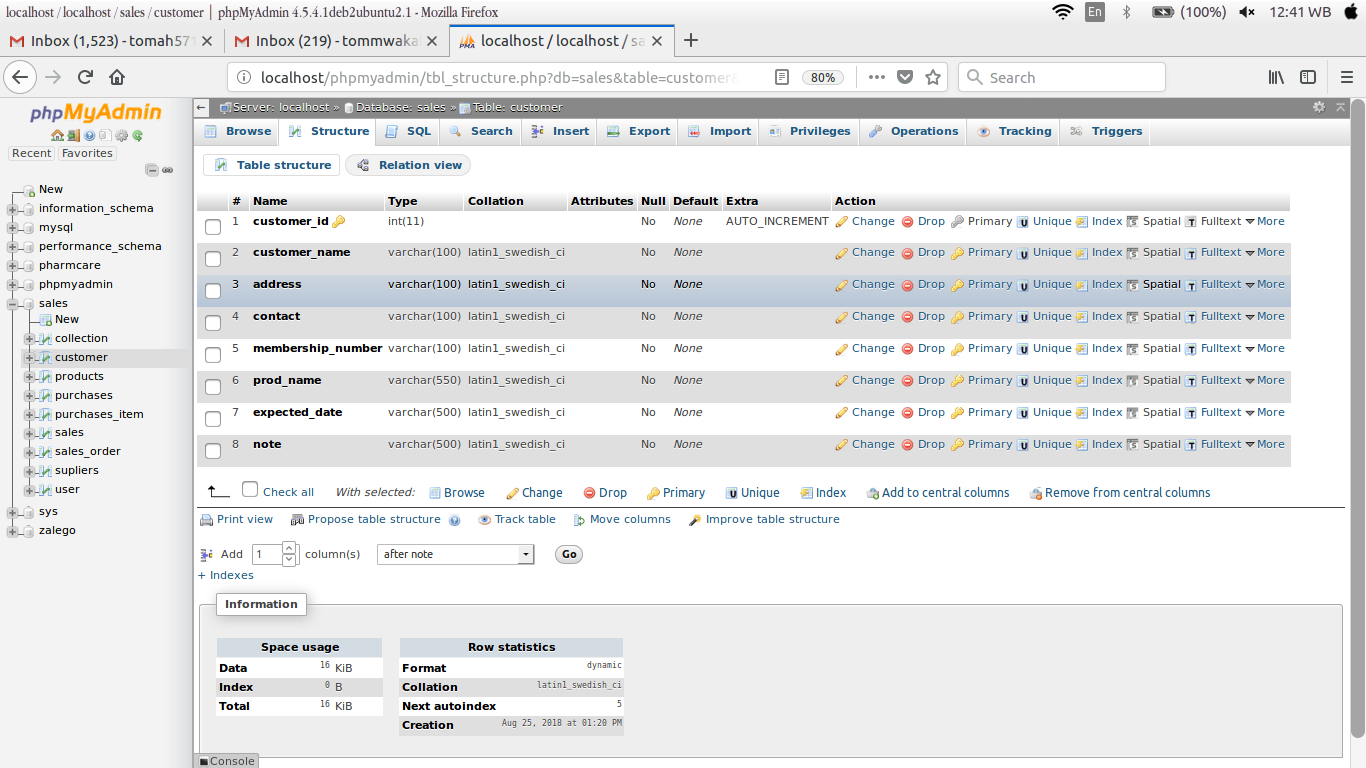 localhost / localhost / sales / customer | phpMyAdmin 4.5.4.1deb2ubuntu2.1 - Mozilla Firefox
En (100%) 12:41 WB
Inbox (1,523) - tomah571 Inbox (219) - tommwaka localhost / localhost / sa
localhost/phpmyadmin/tbl_structure.php?db=sales&table=customer& 80% Search
phpMyAdmin
Recent Favorites
New
information_schema
mysql
performance_schema
pharmcare
phpmyadmin
sales
New
collection
customer
products
purchases
purchases_item
sales
sales_order
supliers
user
sys
zalego
Server: localhost » Database: sales » Table: customer
Browse Structure SQL Search Insert Export Import Privileges Operations Tracking Triggers
Table structure Relation view
# Name Type Collation Attributes Null Default Extra Action
1 customer_id int(11) No None AUTO_INCREMENT Change Drop Primary Unique Index Spatial Fulltext More
2 customer_name varchar(100) latin1_swedish_ci No None Change Drop Primary Unique Index Spatial Fulltext More
3 address varchar(100) latin1_swedish_ci No None Change Drop Primary Unique Index Spatial Fulltext More
4 contact varchar(100) latin1_swedish_ci No None Change Drop Primary Unique Index Spatial Fulltext More
5 membership_number varchar(100) latin1_swedish_ci No None Change Drop Primary Unique Index Spatial Fulltext More
6 prod_name varchar(550) latin1_swedish_ci No None Change Drop Primary Unique Index Spatial Fulltext More
7 expected_date varchar(500) latin1_swedish_ci No None Change Drop Primary Unique Index Spatial Fulltext More
8 note varchar(500) latin1_swedish_ci No None Change Drop Primary Unique Index Spatial Fulltext More
Check all With selected: Browse Change Drop Primary Unique Index Add to central columns Remove from central columns
Print view Propose table structure Track table Move columns Improve table structure
Add 1 column(s) after note Go
+ Indexes
Information
Space usage
Data 16 KiB
Index 0 B
Total 16 KiB
Row statistics
Format dynamic
Collation latin1_swedish_ci
Next autoindex 5
Creation Aug 25, 2018 at 01:20 PM
Console